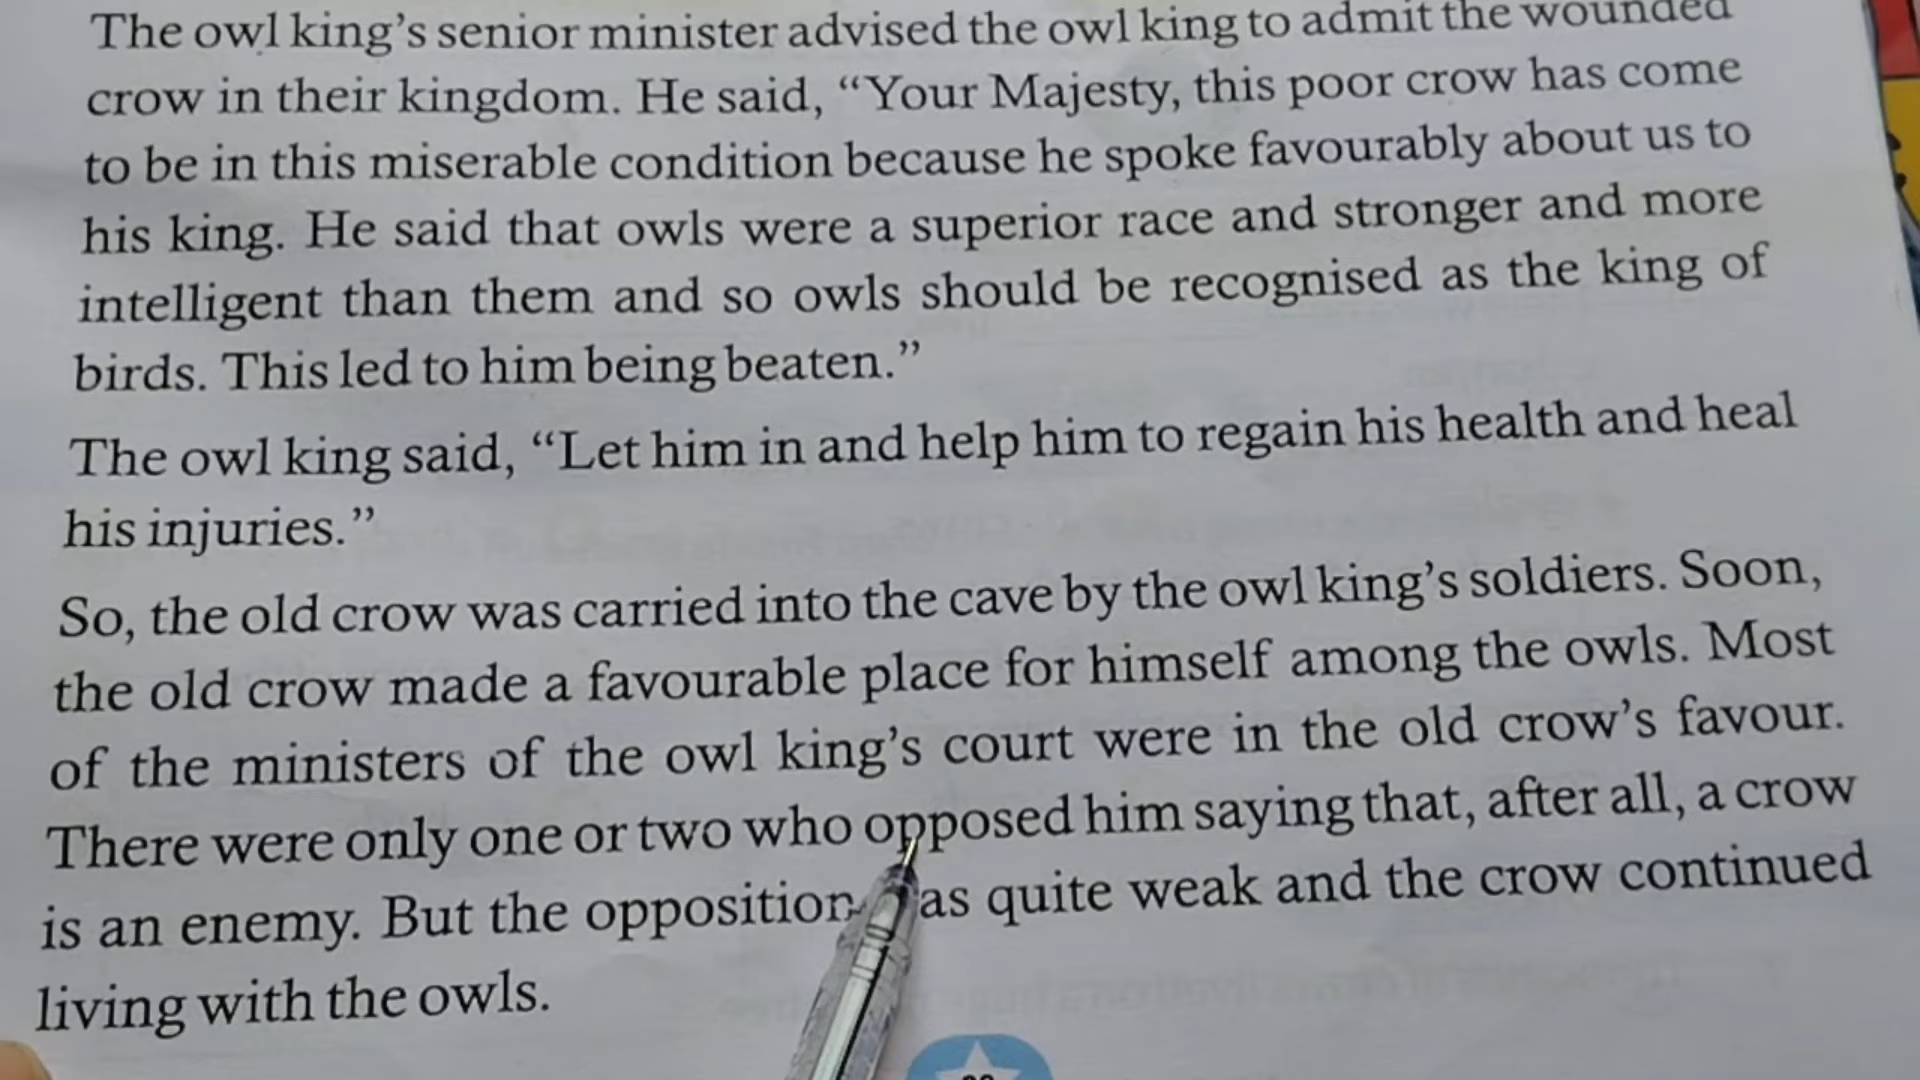 The owl king's senior minister advised the owl king to admit the wounded
crow in their kingdom. He said, “Your Majesty, this poor crow has come
to be in this miserable condition because he spoke favourably about us to
his king. He said that owls were a superior race and stronger and more
intelligent than them and so owls should be recognised as the king of
birds. This led to him being beaten.”
The owl king said, “Let him in and help him to regain his health and heal
his injuries.”
So, the old crow was carried into the cave by the owl king's soldiers. Soon,
the old crow made a favourable place for himself among the owls. Most
of the ministers of the owl king's court were in the old crow's favour.
There were only one or two who opposed him saying that, after all, a crow
is an enemy. But the opposition as quite weak and the crow continued
living with the owls.